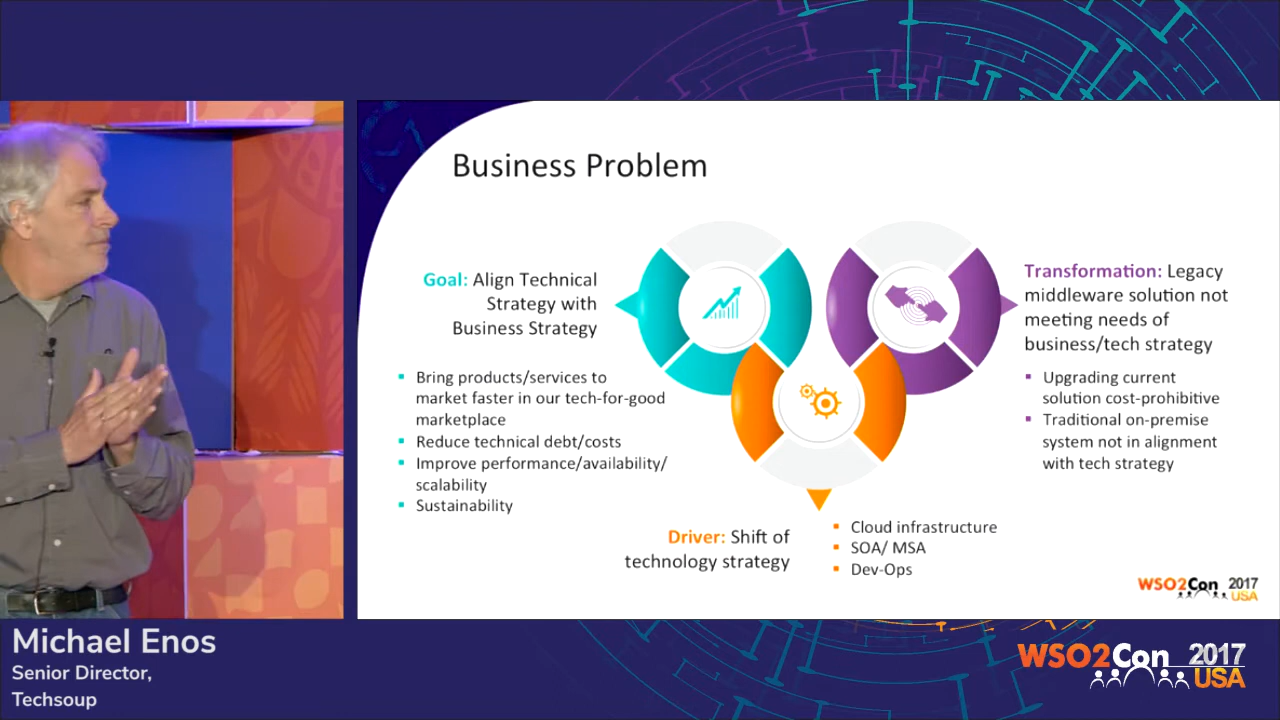 Business Problem
Goal: Align Technical
Strategy with
Business Strategy
Bring products/services to
market faster in our tech-for-good
marketplace
Reduce technical debt/costs
Improve performance/availability/
scalability
Sustainability
Transformation: Legacy
middleware solution not
meeting needs of
business/tech strategy
Upgrading current
solution cost-prohibitive
Traditional on-premise
system not in alignment
with tech strategy
Driver: Shift of
technology strategy
Cloud infrastructure
SOA/ MSA
Dev-Ops
WSO2Con 2017
USA
Michael Enos
Senior Director,
Techsoup
WSO2Con 2017
USA